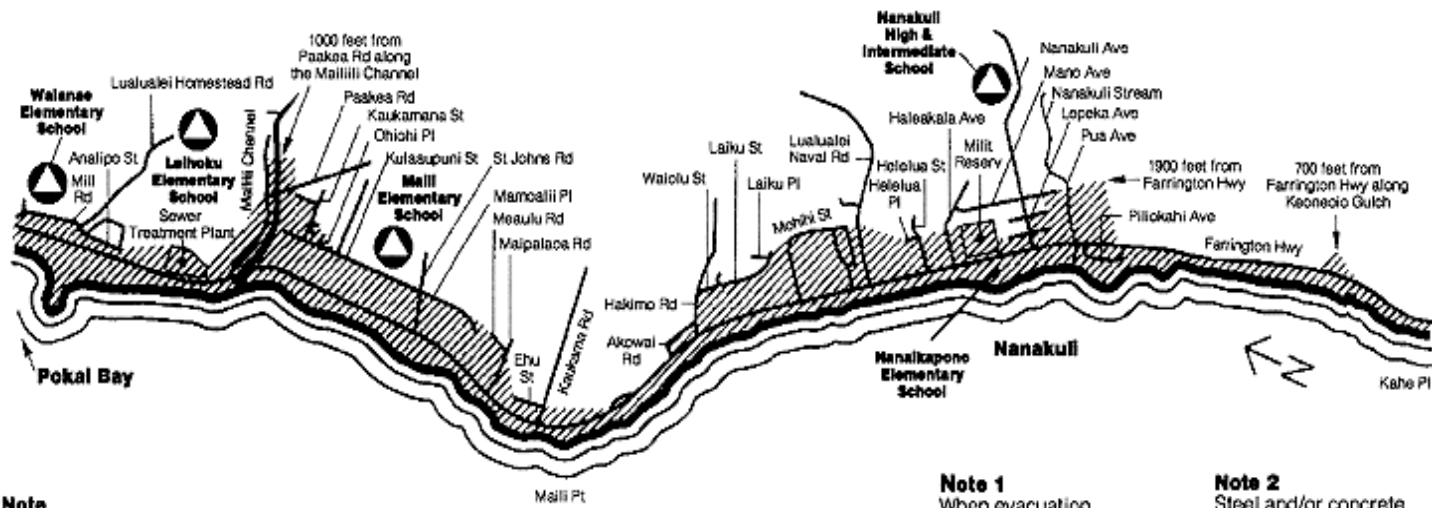 Waianae
Elementary
School
Lualualei Homestead Rd
1000 feet from
Paakea Rd along
the Mailiili Channel
Paakea Rd
Kaukamana St
Ohiohi Pl
Kulaaupuni St
St Johns Rd
Analipo St
Mill
Rd
Leihoku
Elementary
School
Sewer
Treatment Plant
Mailiili Channel
Maili
Elementary
School
Mamoalii Pl
Meaulu Rd
Maipalaoa Rd
Ehu
St
Kaukama Rd
Pokai Bay
Maili Pt
Nanakuli
High &
Intermediate
School
Nanakuli Ave
Mano Ave
Nanakuli Stream
Lopeka Ave
Pua Ave
Haleakala Ave
Milit
Reserv
Lualualei
Naval Rd
Laiku St
Laiku Pl
Waiolu St
Mohihi St
Helelua St
Helelua
Pl
1900 feet from
Farrington Hwy
700 feet from
Farrington Hwy along
Keoneoio Gulch
Piliokahi Ave
Farrington Hwy
Hakimo Rd
Akowai
Rd
Nanaikapono
Elementary
School
Nanakuli
N
Kahe Pt
Note
Note 1
When evacuation
Note 2
Steel and/or concrete